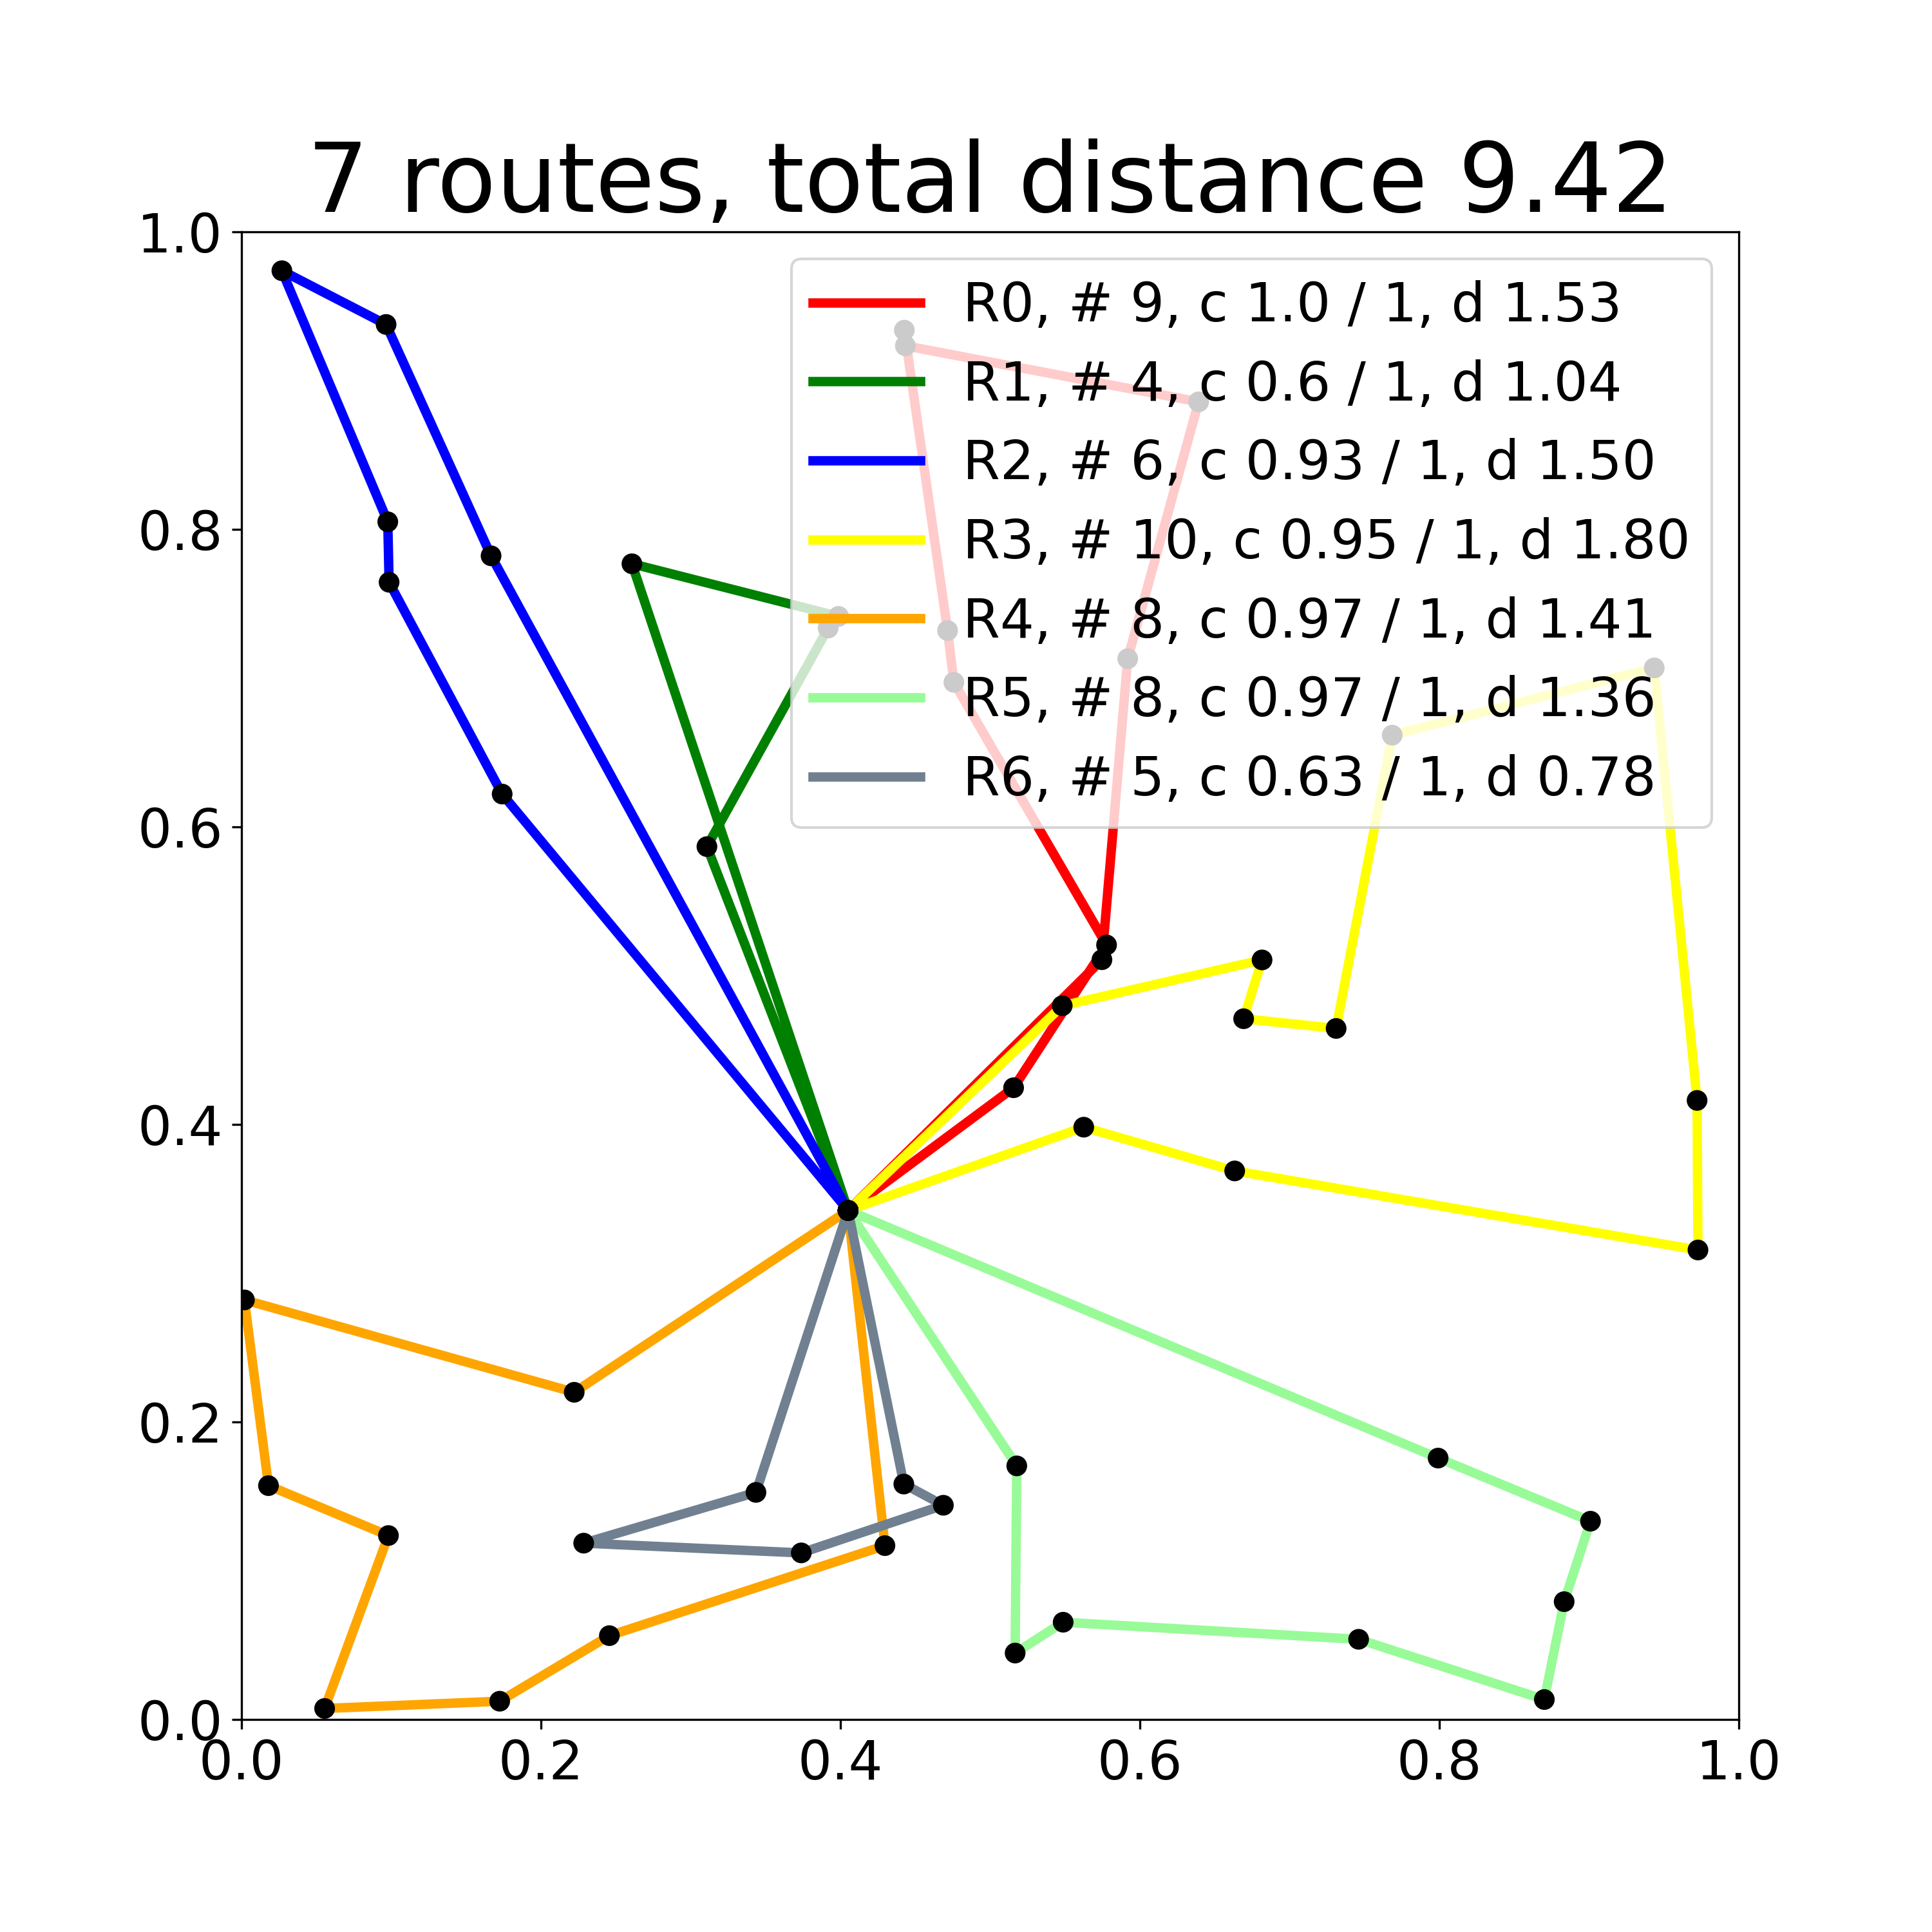 7 routes, total distance 9.42
1.0
0.8
0.6
0.4
0.2
0.0
R0, # 9, c 1.0 / 1, d 1.53
R1, # 4, c 0.6 / 1, d 1.04
R2, # 6, c 0.93 / 1, d 1.50
R3, # 10, c 0.95 / 1, d 1.80
R4, # 8, c 0.97 / 1, d 1.41
R5, # 8, c 0.97 / 1, d 1.36
R6, # 5, c 0.63 / 1, d 0.78
0.0 0.2 0.4 0.6 0.8 1.0